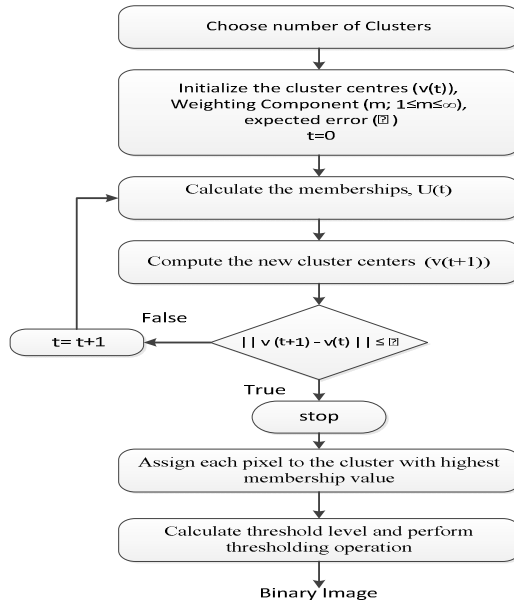 Choose number of Clusters
Initialize the cluster centres (v(t)),
Weighting Component (m; 1≤m≤∞),
expected error (⍰ )
t=0
Calculate the memberships, U(t)
Compute the new cluster centers (v(t+1))
False
t= t+1
| | v (t+1) – v(t) | | ≤ ⍰
True
stop
Assign each pixel to the cluster with highest
membership value
Calculate threshold level and perform
thresholding operation
Binary Image